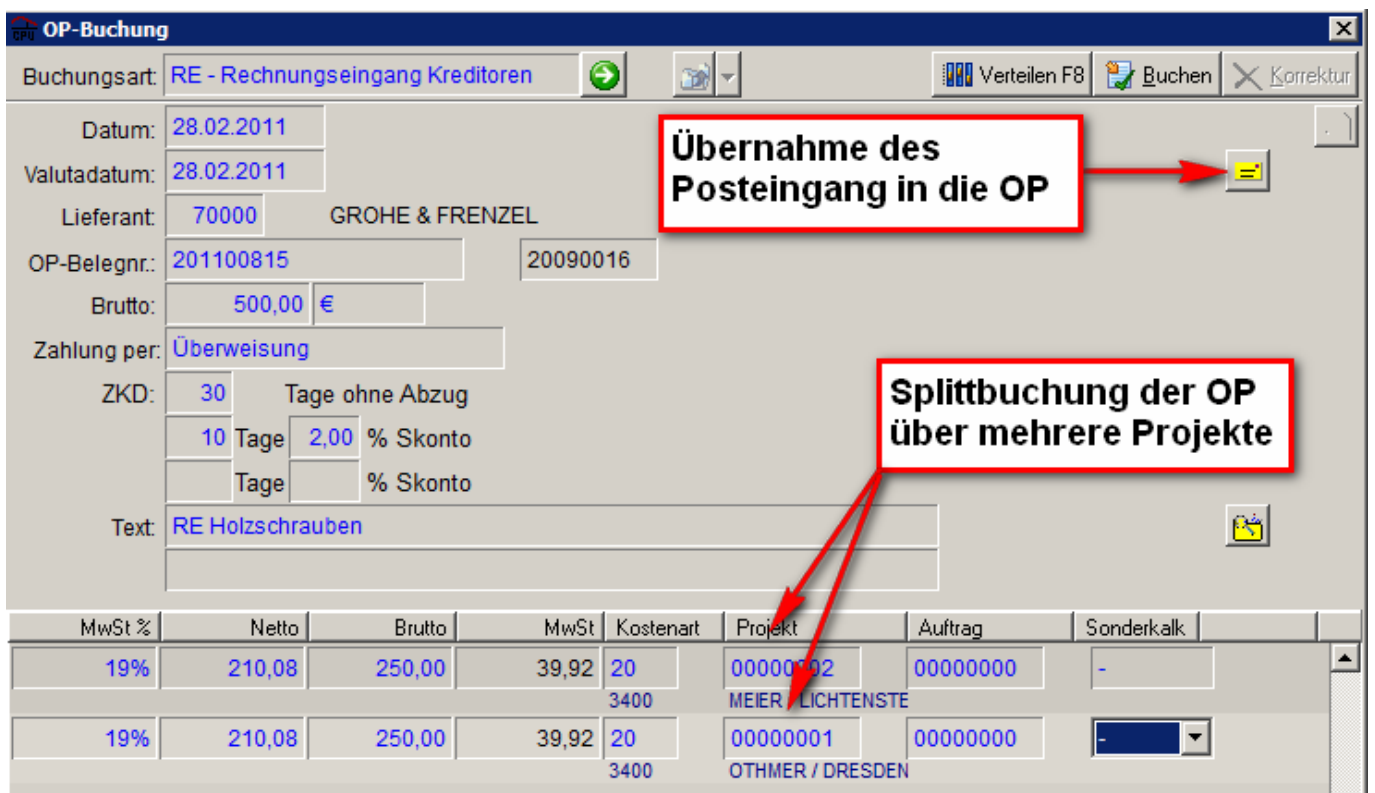 OP-Buchung
Buchungsart: RE - Rechnungseingang Kreditoren Verteilen F8 Buchen Korrektur
Datum: 28.02.2011
Übernahme des
Posteingang in die OP
Valutadatum: 28.02.2011
Lieferant: 70000 GROHE & FRENZEL
OP-Belegnr.: 201100815 20090016
Brutto: 500,00 €
Zahlung per: Überweisung
ZKD: 30 Tage ohne Abzug
Splittbuchung der OP
über mehrere Projekte
10 Tage 2,00 % Skonto
Tage % Skonto
Text: RE Holzschrauben
MwSt % Netto Brutto MwSt Kostenart Projekt Auftrag Sonderkalk
19% 210,08 250,00 39,92 20 00000002 00000000 -
3400 MEIER / LICHTENSTE
19% 210,08 250,00 39,92 20 00000001 00000000 -
3400 OTHMER / DRESDEN